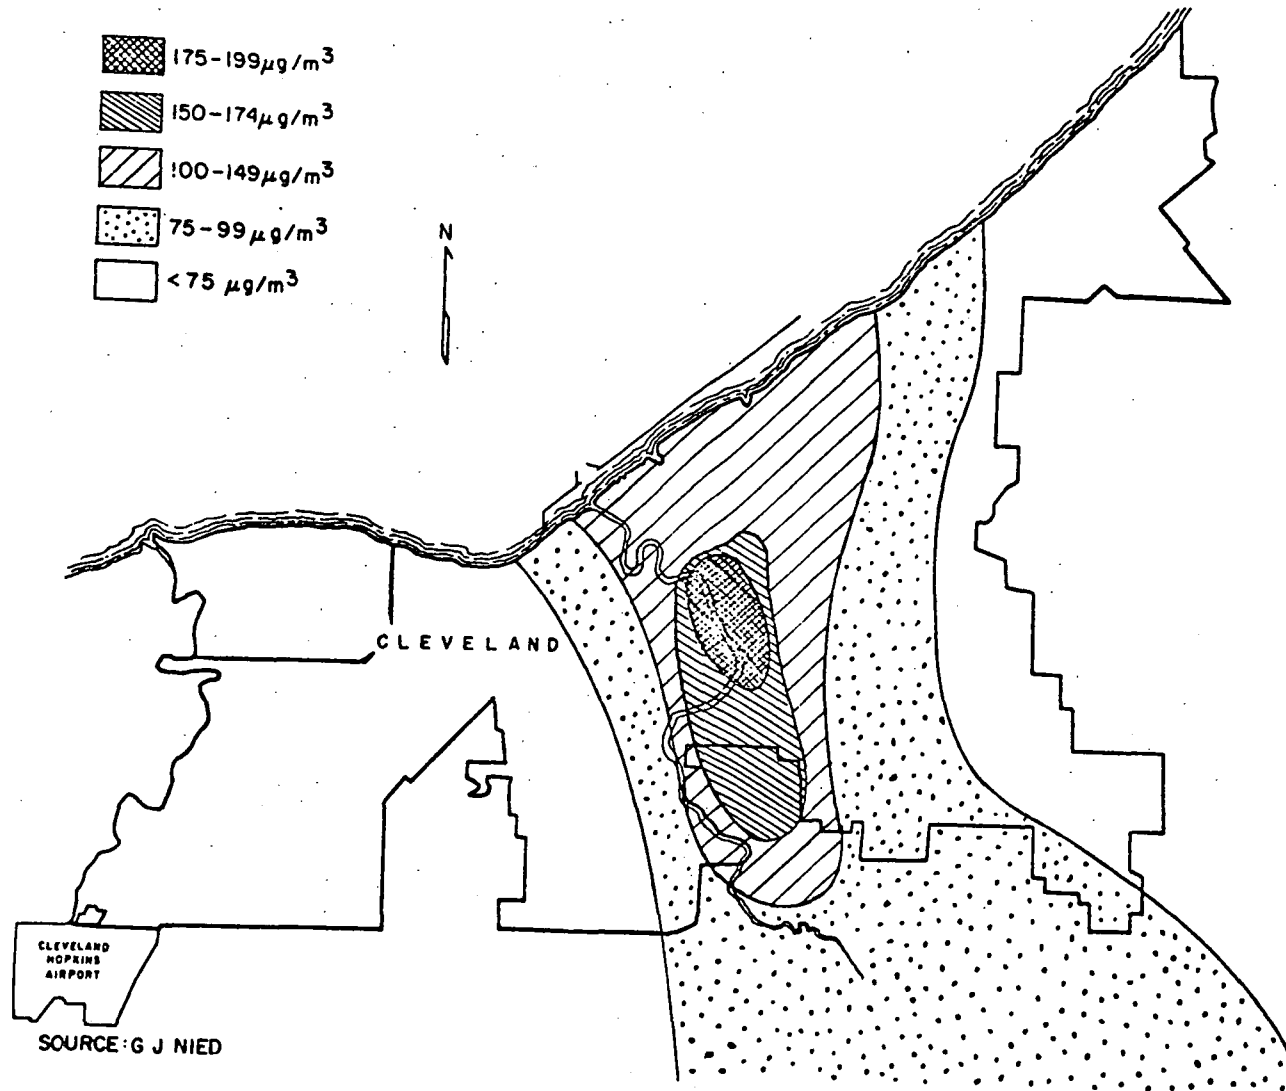 175-199μg/m³
150-174μg/m³
100-149μg/m³
75-99μg/m³
<75 μg/m³
N
CLEVELAND
CLEVELAND
HOPKINS
AIRPORT
SOURCE: G J NIED